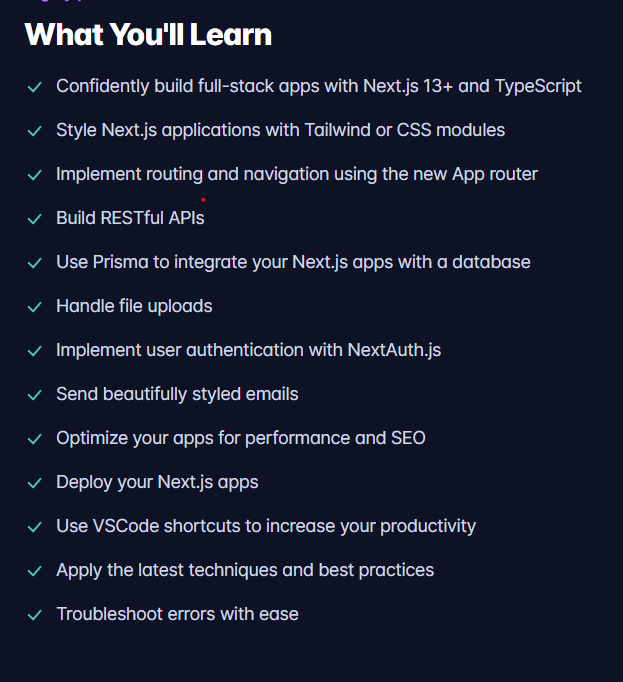 What You'll Learn
Confidently build full-stack apps with Next.js 13+ and TypeScript
Style Next.js applications with Tailwind or CSS modules
Implement routing and navigation using the new App router
Build RESTful APIs
Use Prisma to integrate your Next.js apps with a database
Handle file uploads
Implement user authentication with NextAuth.js
Send beautifully styled emails
Optimize your apps for performance and SEO
Deploy your Next.js apps
Use VSCode shortcuts to increase your productivity
Apply the latest techniques and best practices
Troubleshoot errors with ease